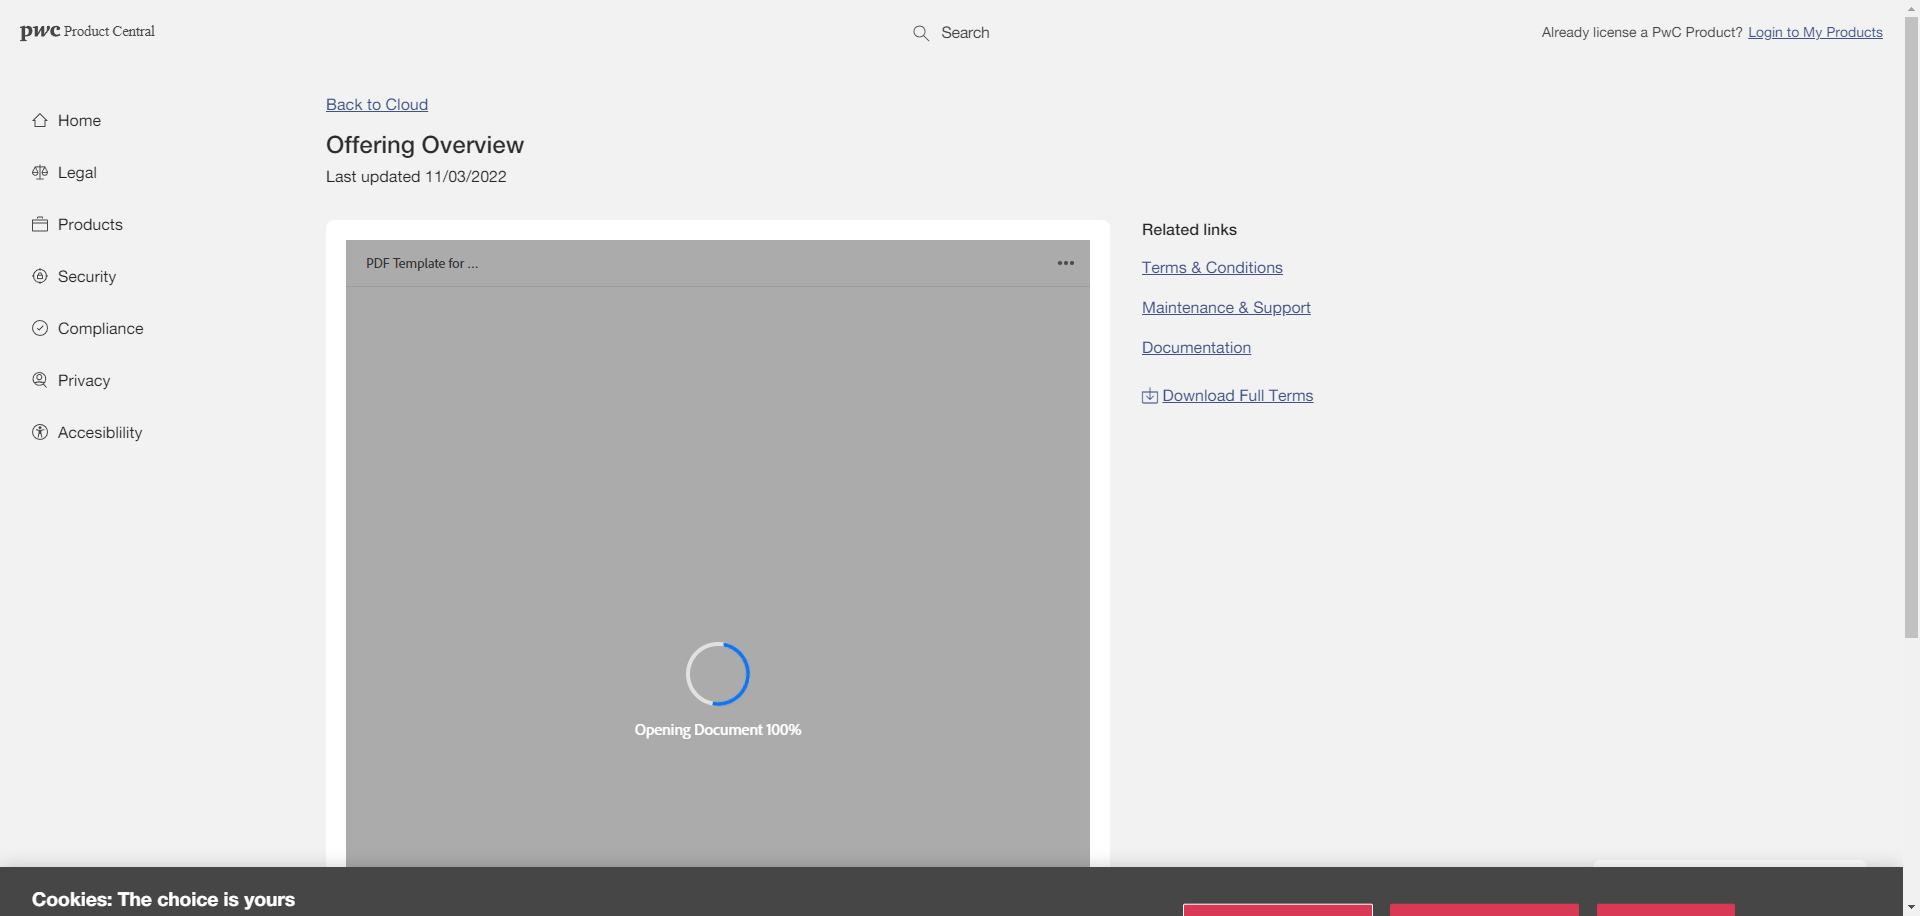 pwc Product Central
Search
Already license a PwC Product? Login to My Products
Home
Legal
Products
Security
Compliance
Privacy
Accesiblility
Back to Cloud
Offering Overview
Last updated 11/03/2022
PDF Template for ...
Opening Document 100%
Related links
Terms & Conditions
Maintenance & Support
Documentation
Download Full Terms
Cookies: The choice is yours